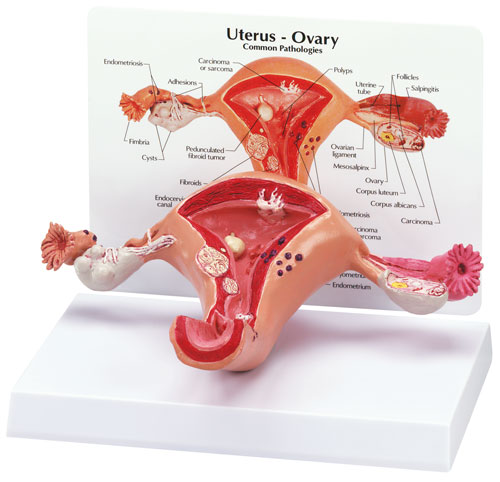 Uterus - Ovary
Common Pathologies
Endometriosis
Adhesions
Carcinoma
or sarcoma
Polyps
Uterine
tube
Follicles
Salpingitis
Fimbria
Cysts
Pedunculated
fibroid tumor
Fibroids
Ovarian
ligament
Mesosalpinx
Ovary
Corpus luteum
Corpus albicans
Carcinoma
canal
Endometrium